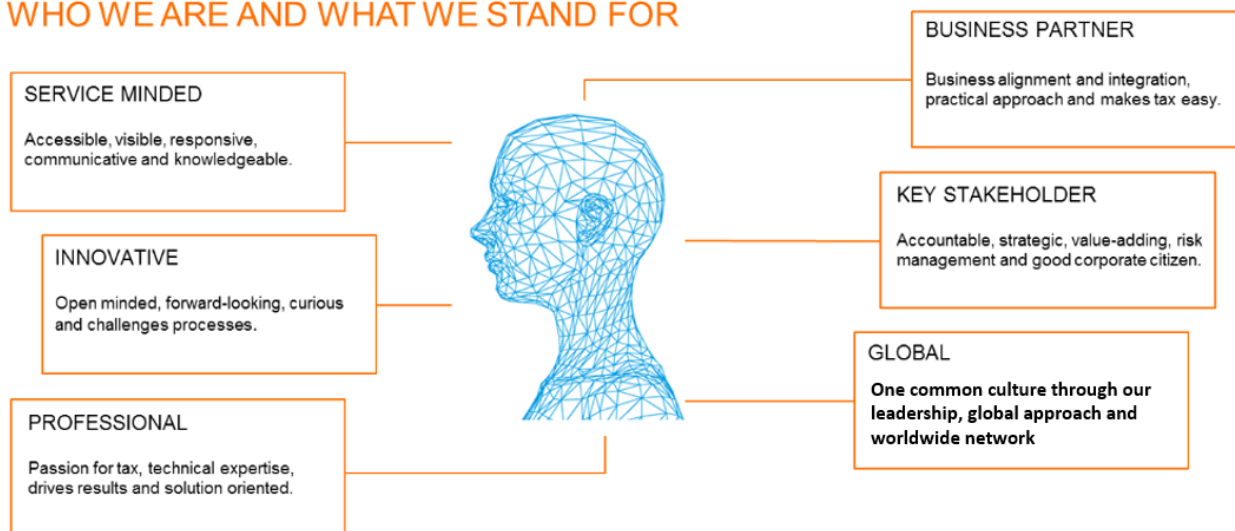 WHO WE ARE AND WHAT WE STAND FOR
SERVICE MINDED
Accessible, visible, responsive,
communicative and knowledgeable.
INNOVATIVE
Open minded, forward-looking, curious
and challenges processes.
PROFESSIONAL
Passion for tax, technical expertise,
drives results and solution oriented.
BUSINESS PARTNER
Business alignment and integration,
practical approach and makes tax easy.
KEY STAKEHOLDER
Accountable, strategic, value-adding, risk
management and good corporate citizen.
GLOBAL
One common culture through our
leadership, global approach and
worldwide network